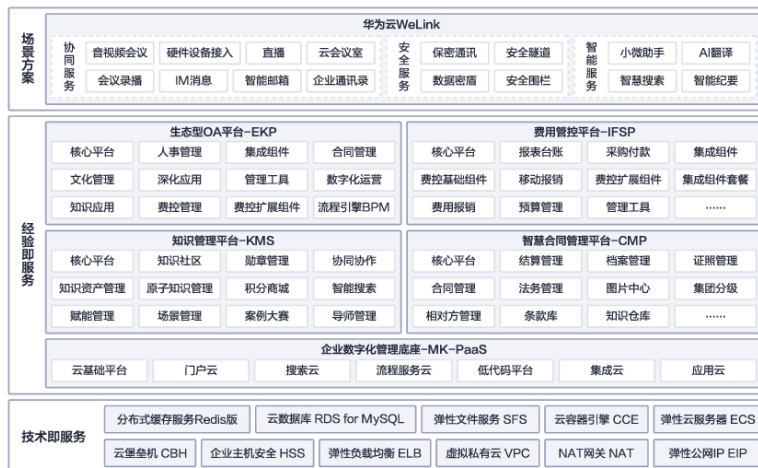 场景方案
华为云WeLink
协同服务
音视频会议 硬件设备接入 直播 云会议室
会议录播 IM消息 智能邮箱 企业通讯录
安全服务
保密通讯 安全隧道
数据密盾 安全围栏
智能服务
小微助手 AI翻译
智慧搜索 智能纪要
经验即服务
生态型OA平台-EKP
核心平台 人事管理 集成组件 合同管理
文化管理 深化应用 管理工具 数字化运营
知识应用 费控管理 费控扩展组件 流程引擎BPM
费用管控平台-IFSP
核心平台 报表台账 采购付款 集成组件
费控基础组件 移动报销 费控扩展组件 集成组件套餐
费用报销 预算管理 管理工具 ……
知识管理平台-KMS
核心平台 知识社区 勋章管理 协同协作
知识资产管理 原子知识管理 积分商城 智能搜索
赋能管理 场景管理 案例大赛 导师管理
智慧合同管理平台-CMP
核心平台 结算管理 档案管理 证照管理
合同管理 法务管理 图片中心 集团分级
相对方管理 条款库 知识仓库 ……
企业数字化管理底座-MK-PaaS
云基础平台 门户云 搜索云 流程服务云 低代码平台 集成云 应用云
技术即服务
分布式缓存服务Redis版 云数据库 RDS for MySQL 弹性文件服务 SFS 云容器引擎 CCE 弹性云服务器 ECS
云堡垒机 CBH 企业主机安全 HSS 弹性负载均衡 ELB 虚拟私有云 VPC NAT网关 NAT 弹性公网IP EIP